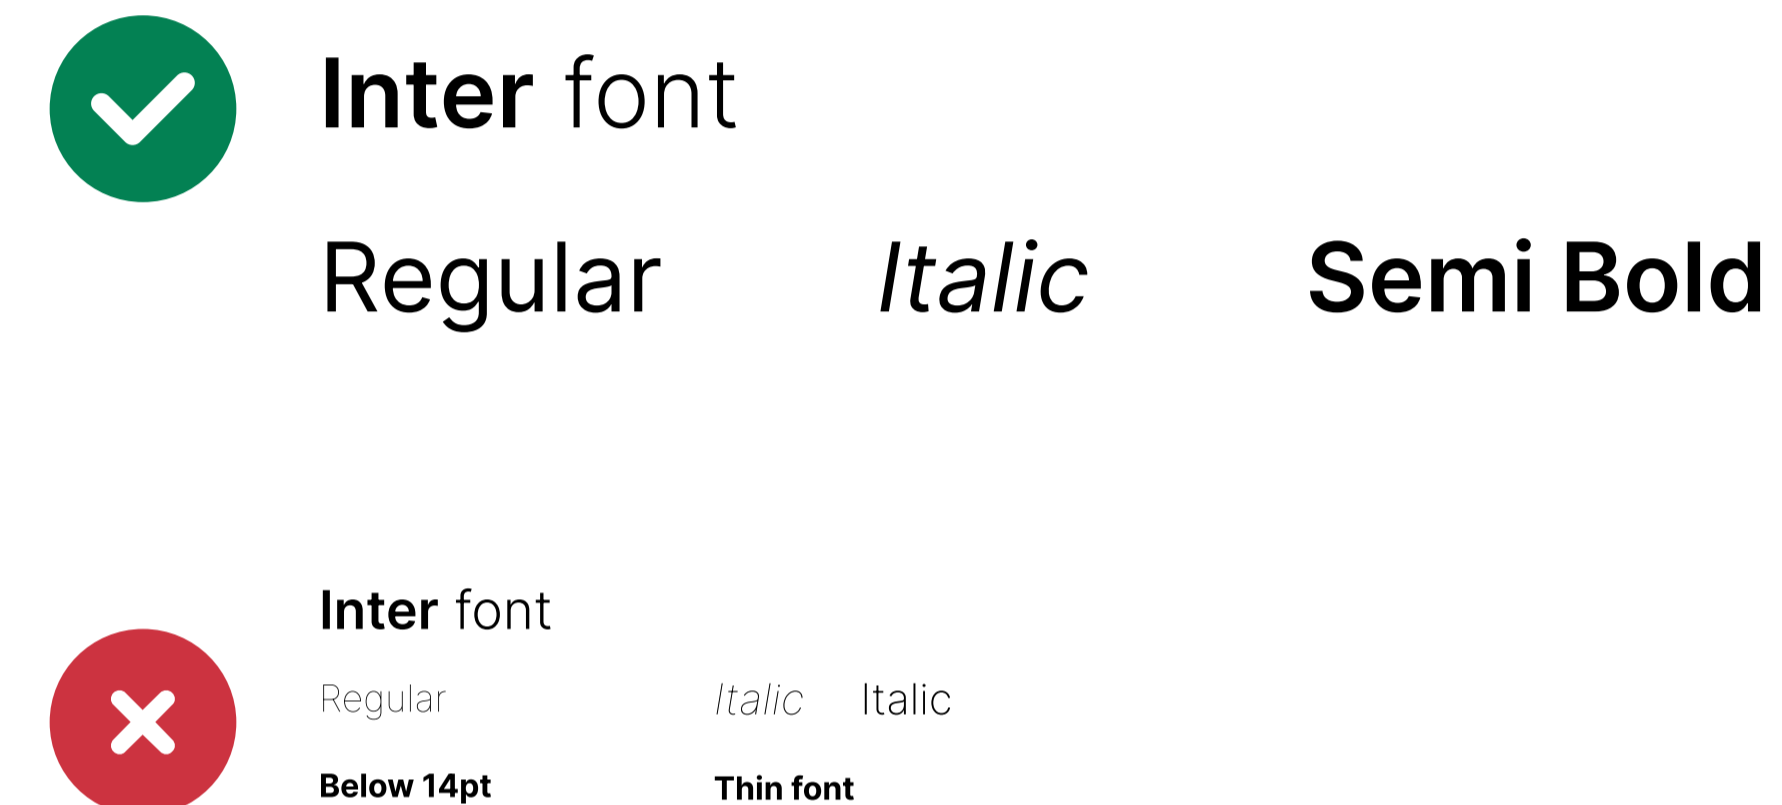 Inter font
Regular Italic Semi Bold
Inter font
Regular Italic Italic
Below 14pt Thin font